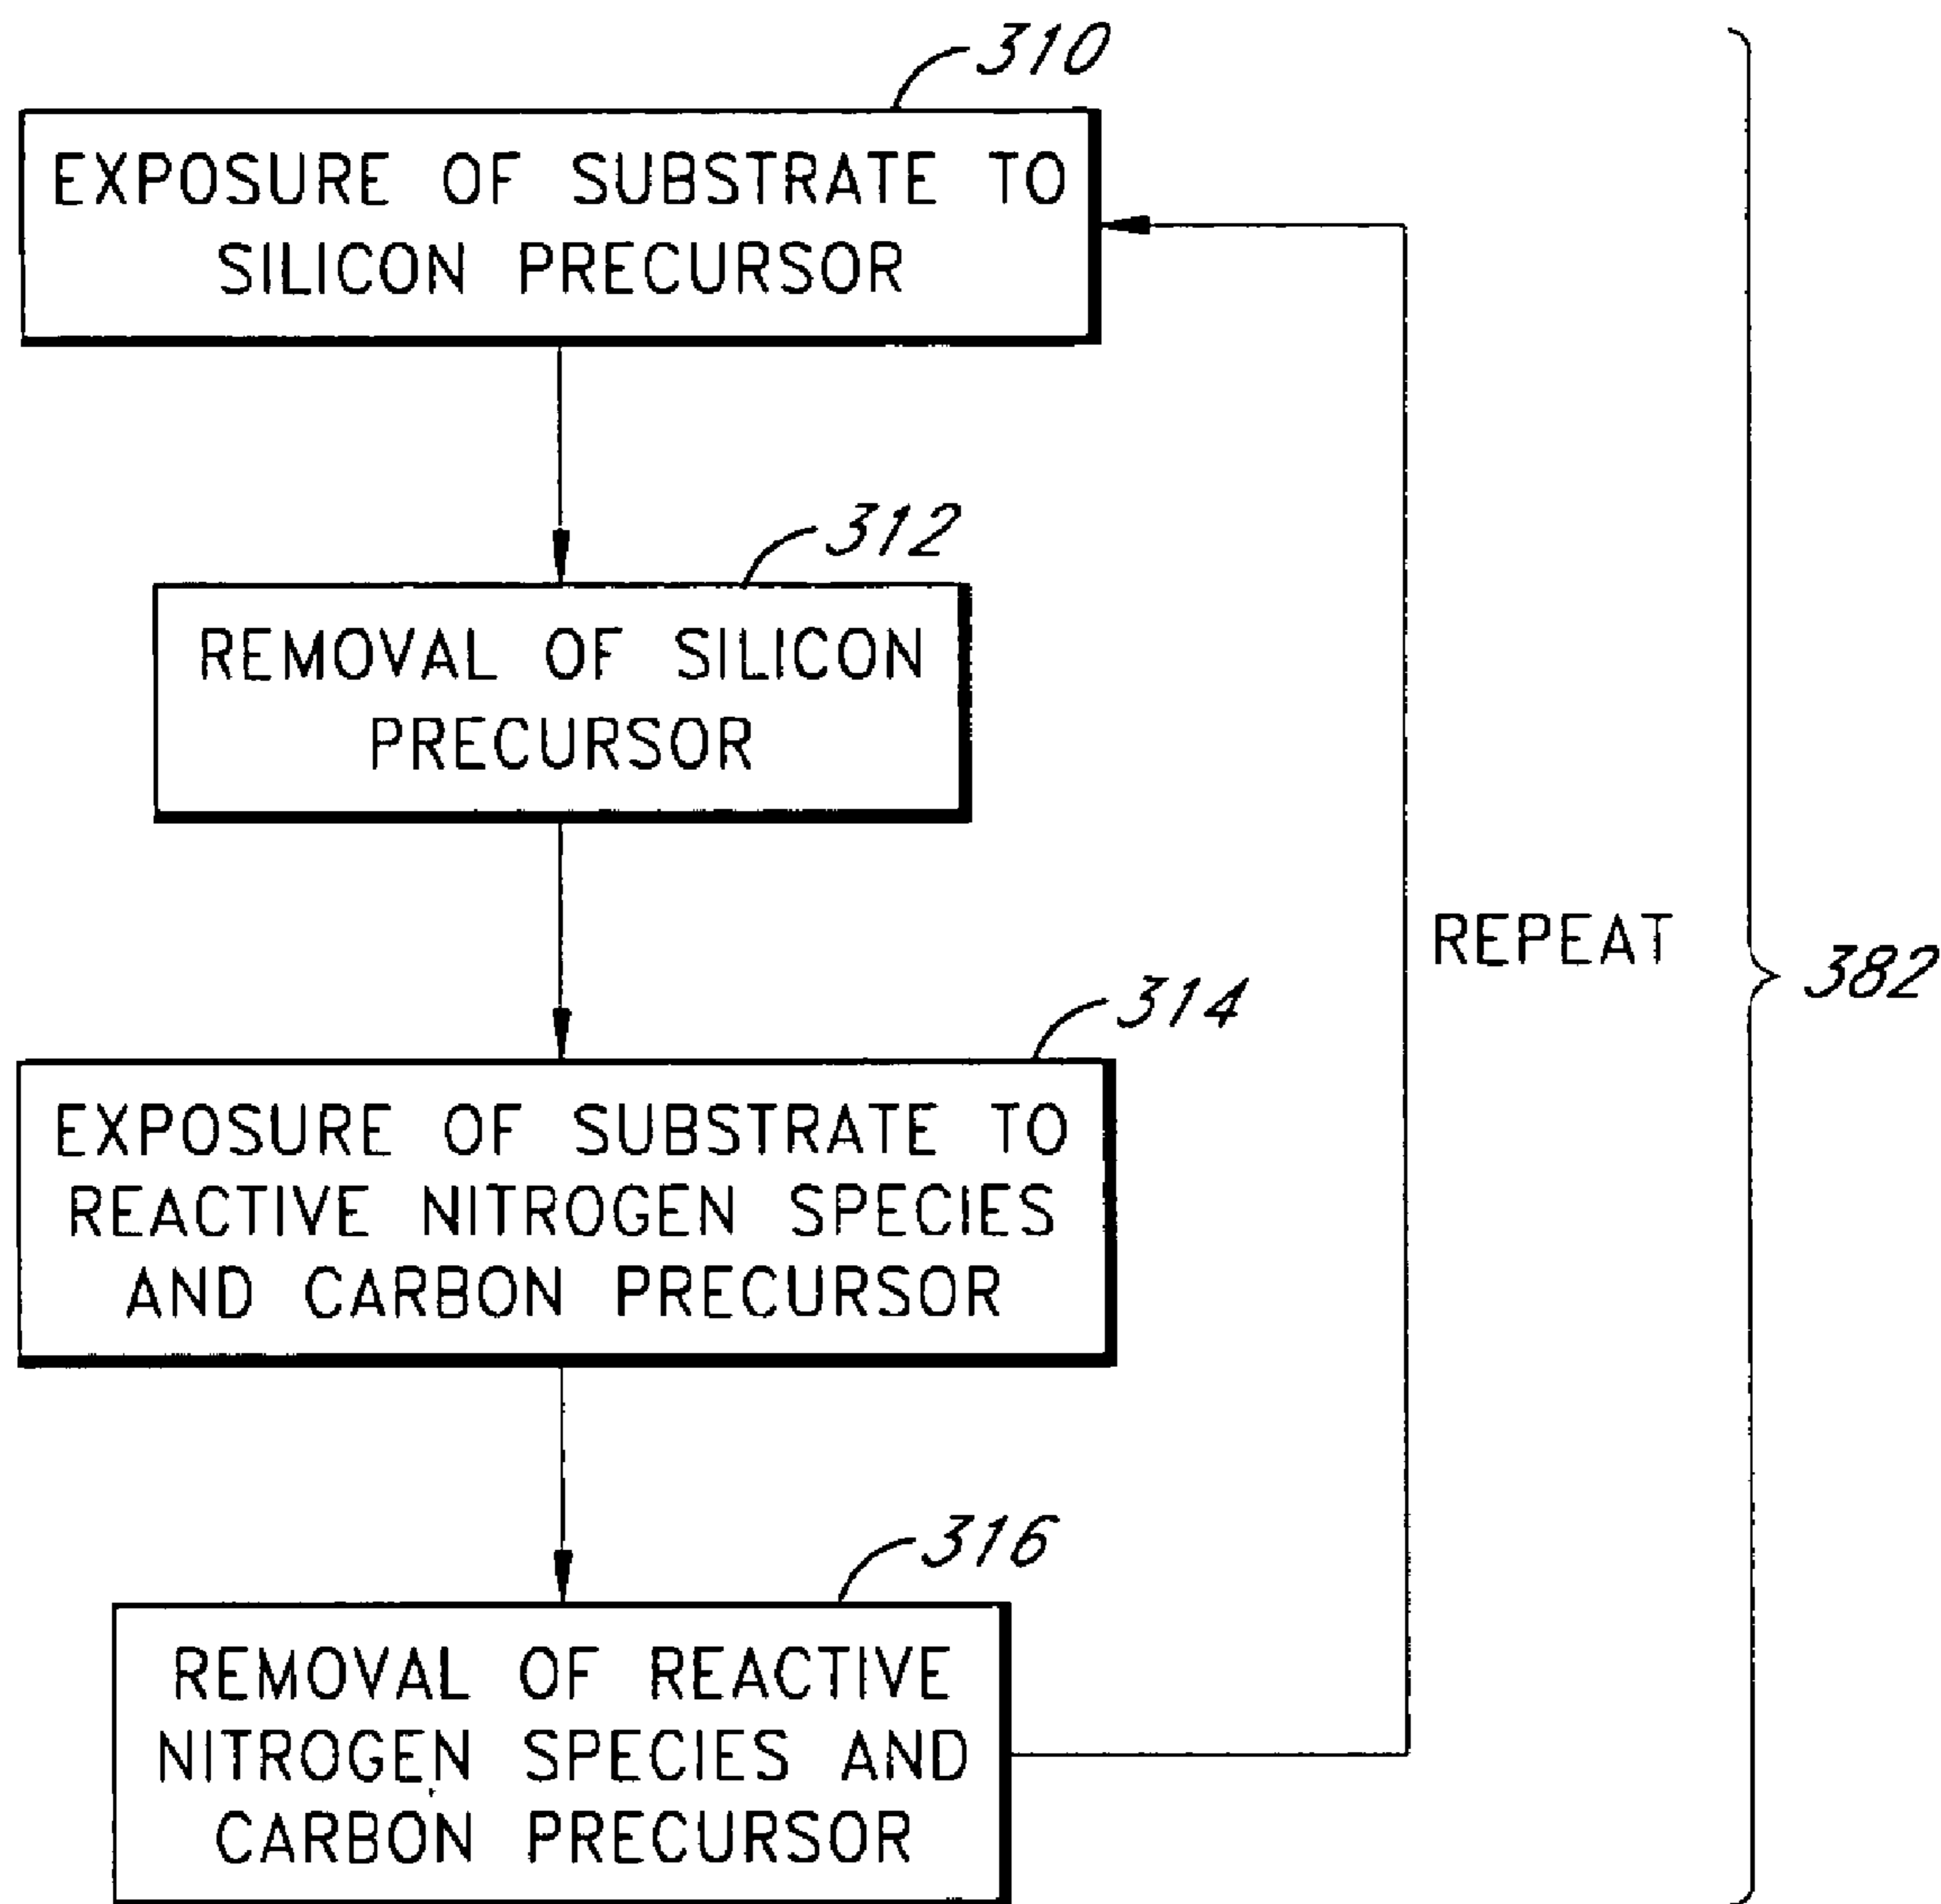 310
EXPOSURE OF SUBSTRATE TO
SILICON PRECURSOR
312
REMOVAL OF SILICON
PRECURSOR
REPEAT
382
314
EXPOSURE OF SUBSTRATE TO
REACTIVE NITROGEN SPECIES
AND CARBON PRECURSOR
316
REMOVAL OF REACTIVE
NITROGEN SPECIES AND
CARBON PRECURSOR